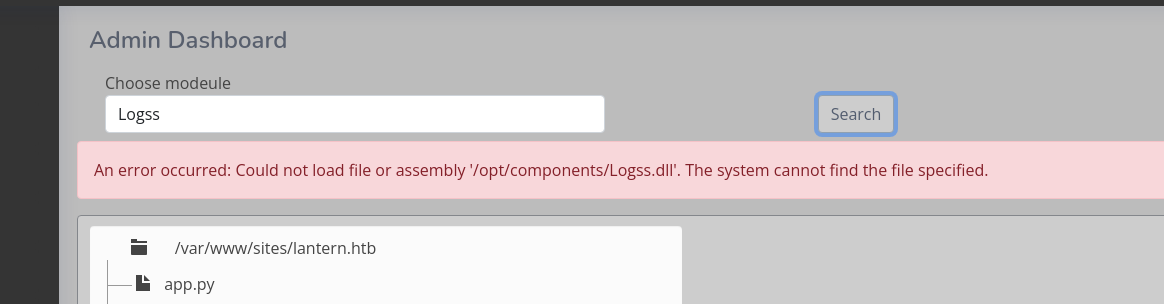 Admin Dashboard
Choose modeule
Logss
Search
An error occurred: Could not load file or assembly '/opt/components/Logss.dll'. The system cannot find the file specified.
/var/www/sites/lantern.htb
app.py